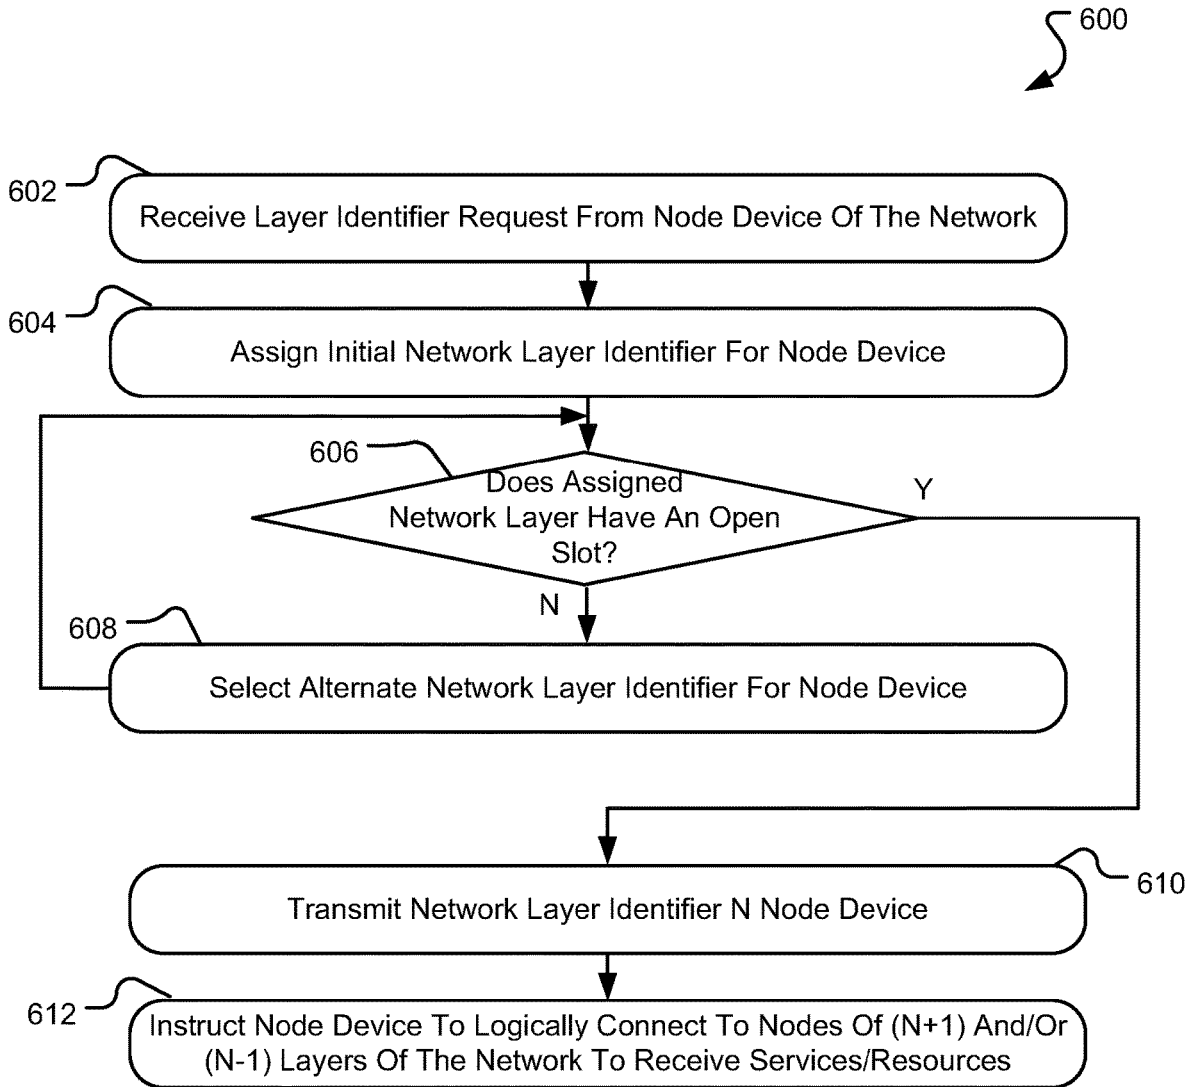 600
602
Receive Layer Identifier Request From Node Device Of The Network
604
Assign Initial Network Layer Identifier For Node Device
606
Does Assigned
Network Layer Have An Open
Slot?
Y
N
608
Select Alternate Network Layer Identifier For Node Device
610
Transmit Network Layer Identifier N Node Device
612
Instruct Node Device To Logically Connect To Nodes Of (N+1) And/Or
(N-1) Layers Of The Network To Receive Services/Resources